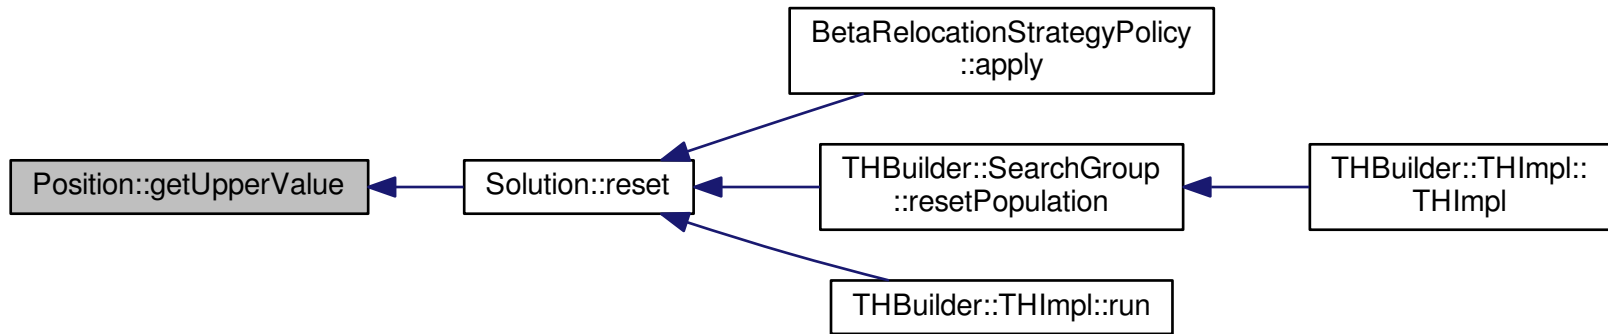 Position::getUpperValue
Solution::reset
BetaRelocationStrategyPolicy
::apply
THBuilder::SearchGroup
::resetPopulation
THBuilder::THImpl::
THImpl
THBuilder::THImpl::run